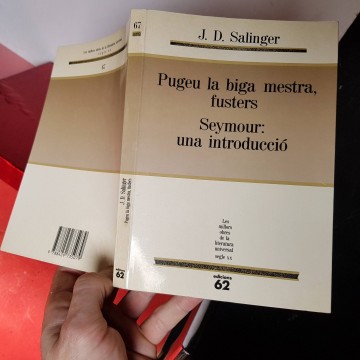 67
J. D. Salinger
Pugeu la biga mestra,
fusters
Seymour:
una introducció
Les
millors
obres
de la
literatura
universal
segle XX
edicions
62
J. D. Salinger
Pugeu la biga mestra, fusters
edicions
62